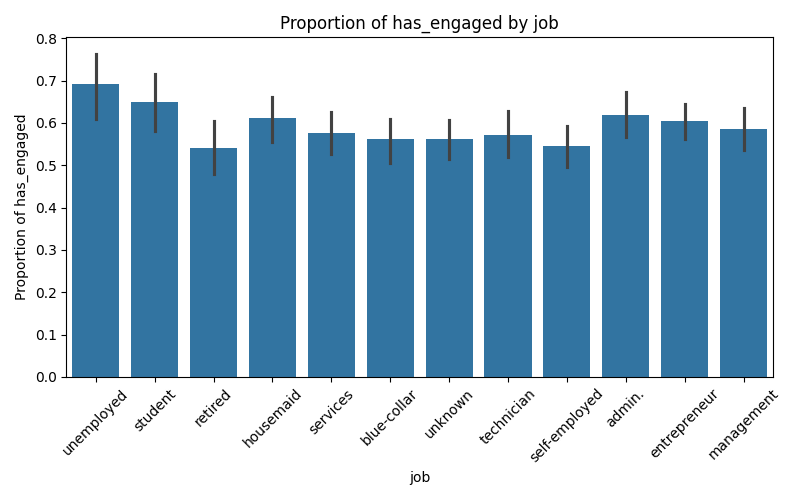 Proportion of has_engaged by job
Proportion of has_engaged
0.8
0.7
0.6
0.5
0.4
0.3
0.2
0.1
0.0
unemployed
student
retired
housemaid
services
blue-collar
unknown
technician
self-employed
admin.
entrepreneur
management
job